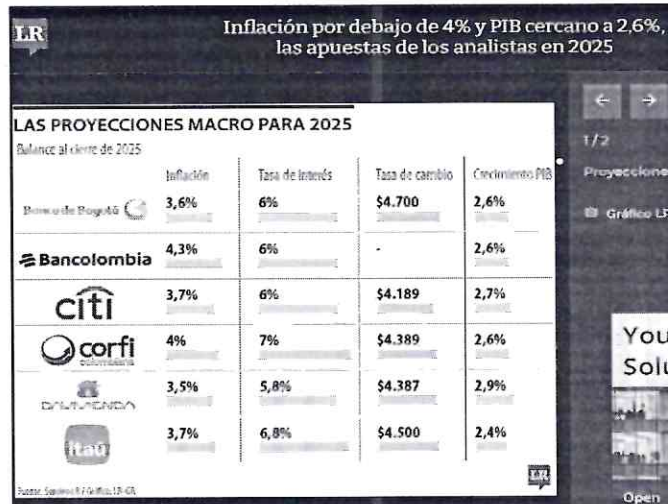 LR
Inflación por debajo de 4% y PIB cercano a 2,6%,
las apuestas de los analistas en 2025
LAS PROYECCIONES MACRO PARA 2025
Balance al cierre de 2025
Inflación Tasa de interés Tasa de cambio Crecimiento PIB
Banco de Bogotá 3,6% 6% $4.700 2,6%
Bancolombia 4,3% 6% - 2,6%
citi 3,7% 6% $4.189 2,7%
corfi colombiana 4% 7% $4.389 2,6%
DAVIVIENDA 3,5% 5,8% $4.387 2,9%
Itaú 3,7% 6,8% $4.500 2,4%
LR
1/2
Proyeccione
Gráfico LR
You
Solu
Open